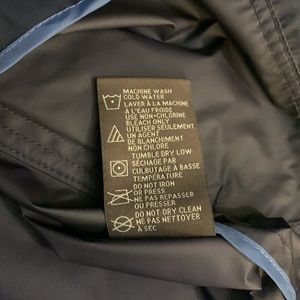 MACHINE WASH
COLD WATER
LAVER À LA MACHINE
À L'EAU FROIDE
USE NON-CHLORINE
BLEACH ONLY
UTILISER SEULEMENT
UN AGENT
DE BLANCHIMENT
NON CHLORE
TUMBLE DRY LOW
SÉCHAGE PAR
CULBUTAGE À BASSE
TEMPÉRATURE
DO NOT IRON
OR PRESS
NE PAS REPASSER
OU PRESSER
DO NOT DRY CLEAN
NE PAS NETTOYER
À SEC